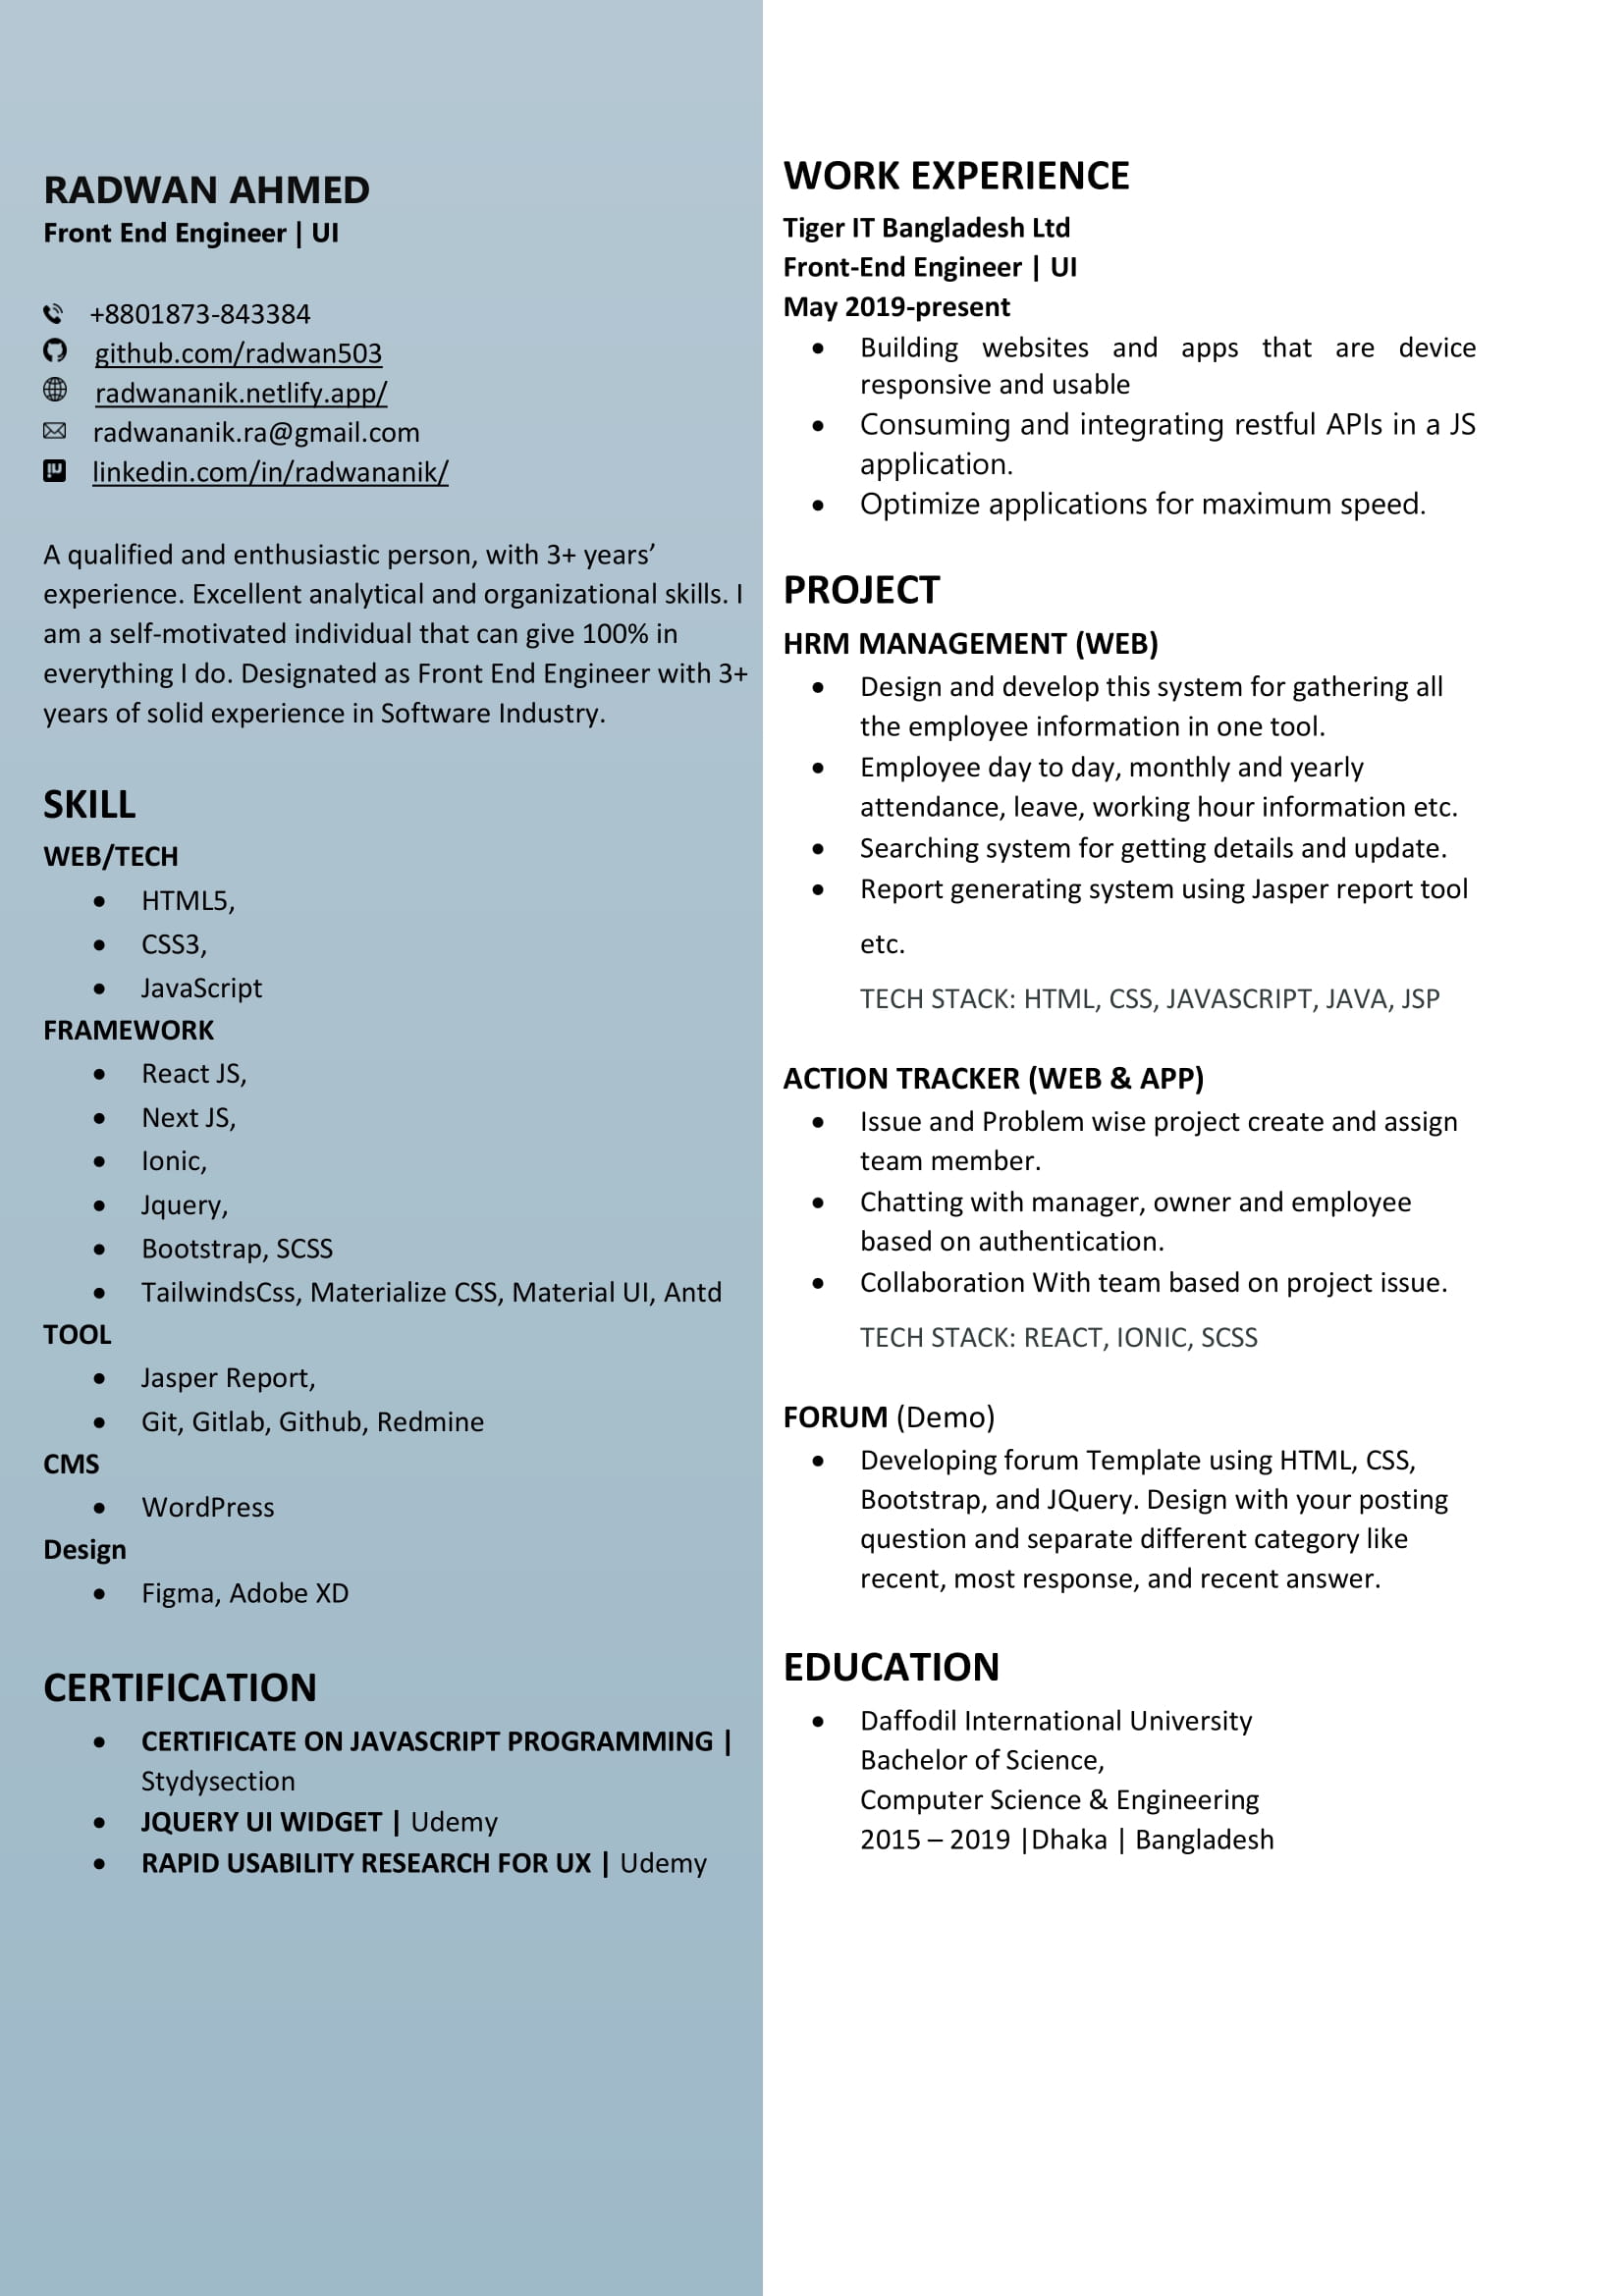 RADWAN AHMED
Front End Engineer | UI
+8801873-843384
github.com/radwan503
radwananik.netlify.app/
radwananik.ra@gmail.com
linkedin.com/in/radwananik/
A qualified and enthusiastic person, with 3+ years’
experience. Excellent analytical and organizational skills. I
am a self-motivated individual that can give 100% in
everything I do. Designated as Front End Engineer with 3+
years of solid experience in Software Industry.
SKILL
WEB/TECH
• HTML5,
• CSS3,
• JavaScript
FRAMEWORK
• React JS,
• Next JS,
• Ionic,
• Jquery,
• Bootstrap, SCSS
• TailwindsCss, Materialize CSS, Material UI, Antd
TOOL
• Jasper Report,
• Git, Gitlab, Github, Redmine
CMS
• WordPress
Design
• Figma, Adobe XD
CERTIFICATION
• CERTIFICATE ON JAVASCRIPT PROGRAMMING |
Stydysection
• JQUERY UI WIDGET | Udemy
• RAPID USABILITY RESEARCH FOR UX | Udemy
WORK EXPERIENCE
Tiger IT Bangladesh Ltd
Front-End Engineer | UI
May 2019-present
• Building websites and apps that are device
responsive and usable
• Consuming and integrating restful APIs in a JS
application.
• Optimize applications for maximum speed.
PROJECT
HRM MANAGEMENT (WEB)
• Design and develop this system for gathering all
the employee information in one tool.
• Employee day to day, monthly and yearly
attendance, leave, working hour information etc.
• Searching system for getting details and update.
• Report generating system using Jasper report tool
etc.
TECH STACK: HTML, CSS, JAVASCRIPT, JAVA, JSP
ACTION TRACKER (WEB & APP)
• Issue and Problem wise project create and assign
team member.
• Chatting with manager, owner and employee
based on authentication.
• Collaboration With team based on project issue.
TECH STACK: REACT, IONIC, SCSS
FORUM (Demo)
• Developing forum Template using HTML, CSS,
Bootstrap, and JQuery. Design with your posting
question and separate different category like
recent, most response, and recent answer.
EDUCATION
• Daffodil International University
Bachelor of Science,
Computer Science & Engineering
2015 – 2019 |Dhaka | Bangladesh